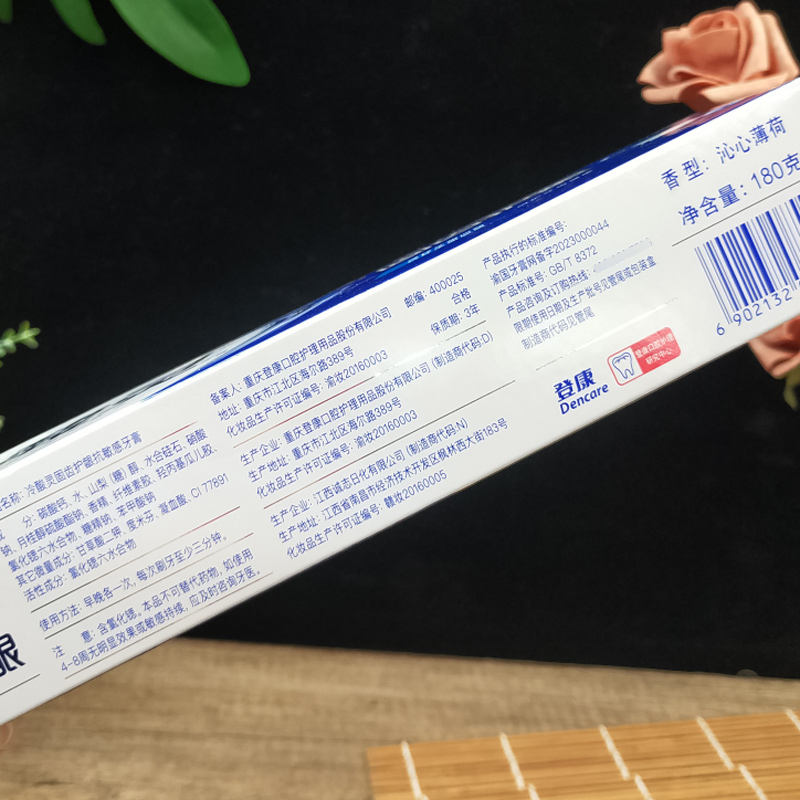 名称: 冷酸灵固齿护龈抗敏感牙膏
成 分: 碳酸钙、水、山梨(糖)醇、水合硅石、硝酸
钠、月桂醇硫酸酯钠、香精、纤维素胶、羟丙基瓜儿胶、
氯化锶六水合物、糖精钠、苯甲酸钠
其它微量成分: 甘草酸二钾、度米芬、凝血酸、CI 77891
活性成分: 氯化锶六水合物
使用方法: 早晚各一次, 每次刷牙至少三分钟。
注 意: 含氯化锶。本品不可替代药物, 如使用
4-8周无明显效果或敏感持续, 应及时咨询牙医。
备案人: 重庆登康口腔护理用品股份有限公司 邮编: 400025
地址: 重庆市江北区海尔路389号 合格
化妆品生产许可证编号: 渝妆20160003 保质期: 3年
生产企业: 重庆登康口腔护理用品股份有限公司 (制造商代码:D)
生产地址: 重庆市江北区海尔路389号
化妆品生产许可证编号: 渝妆20160003
生产企业: 江西诚志日化有限公司 (制造商代码:N)
生产地址: 江西省南昌市经济技术开发区枫林西大街183号
化妆品生产许可证编号: 赣妆20160005
产品执行的标准编号:
渝国牙膏网备字2023000044
产品标准号: GB/T 8372
产品咨询及订购热线:
限期使用日期及生产批号见管尾或包装盒
制造商代码见管尾
登康
Dencare
登康口腔护理
研究中心
香型: 沁心薄荷
净含量: 180克
6 902132